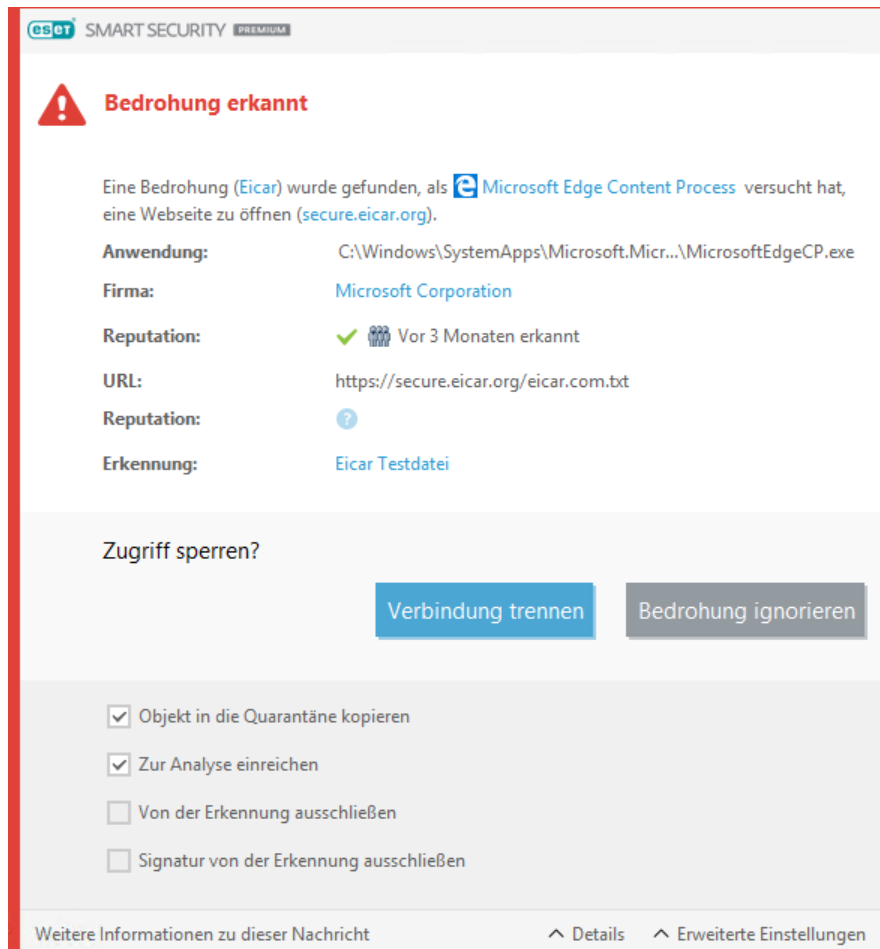 eseT SMART SECURITY PREMIUM
Bedrohung erkannt
Eine Bedrohung (Eicar) wurde gefunden, als Microsoft Edge Content Process versucht hat,
eine Webseite zu öffnen (secure.eicar.org).
Anwendung: C:\Windows\SystemApps\Microsoft.Micr...\MicrosoftEdgeCP.exe
Firma: Microsoft Corporation
Reputation: Vor 3 Monaten erkannt
URL: https://secure.eicar.org/eicar.com.txt
Reputation: ?
Erkennung: Eicar Testdatei
Zugriff sperren?
Verbindung trennen Bedrohung ignorieren
Objekt in die Quarantäne kopieren
Zur Analyse einreichen
Von der Erkennung ausschließen
Signatur von der Erkennung ausschließen
Weitere Informationen zu dieser Nachricht Details Erweiterte Einstellungen